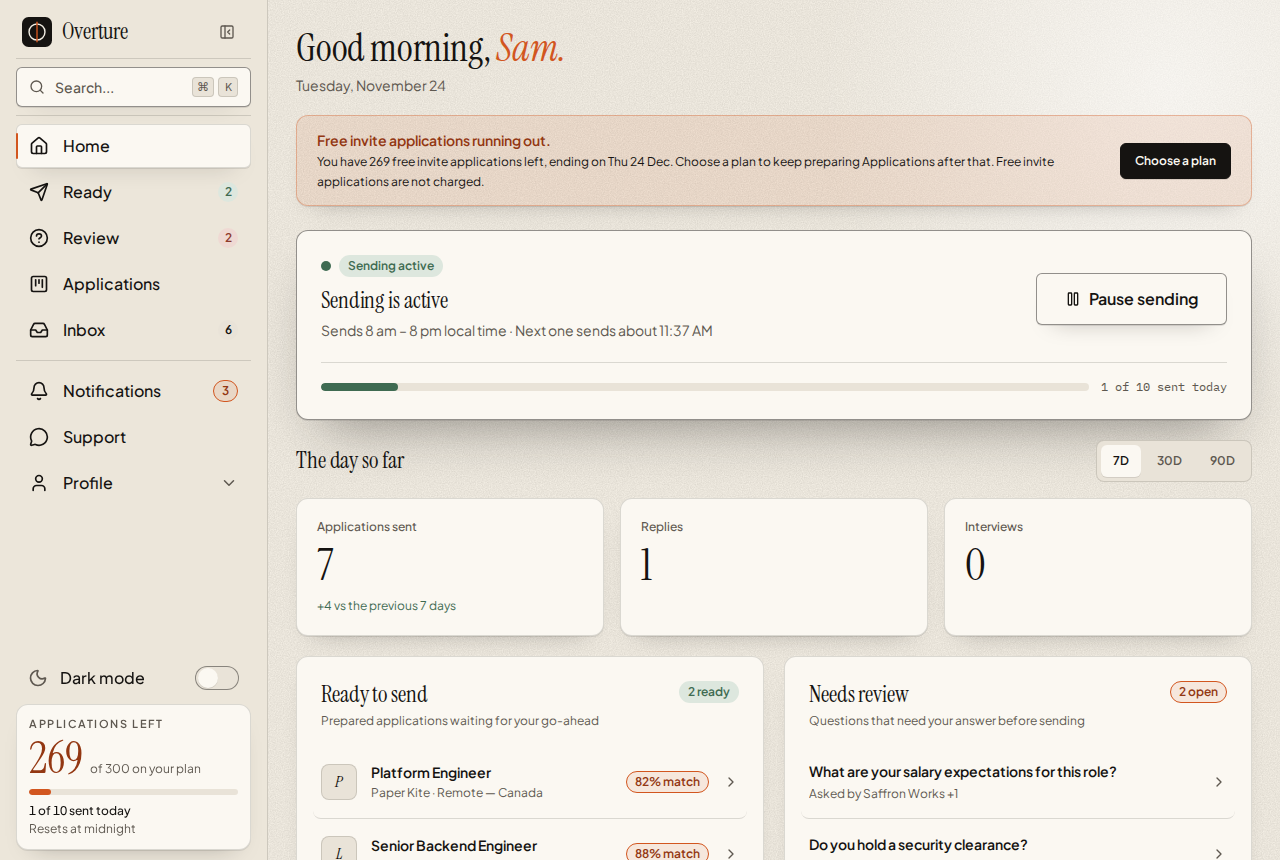 Overture
Search...
⌘ K
Home
Ready 2
Review 2
Applications
Inbox 6
Notifications 3
Support
Profile
Dark mode
APPLICATIONS LEFT
269 of 300 on your plan
1 of 10 sent today
Resets at midnight
Good morning, Sam.
Tuesday, November 24
Free invite applications running out.
You have 269 free invite applications left, ending on Thu 24 Dec. Choose a plan to keep preparing Applications after that. Free invite
applications are not charged.
Choose a plan
Sending active
Sending is active
Sends 8 am – 8 pm local time · Next one sends about 11:37 AM
Pause sending
1 of 10 sent today
The day so far
7D 30D 90D
Applications sent
7
+4 vs the previous 7 days
Replies
1
Interviews
0
Ready to send
2 ready
Prepared applications waiting for your go-ahead
P
Platform Engineer
Paper Kite · Remote — Canada
82% match
L
Senior Backend Engineer
88% match
Needs review
2 open
Questions that need your answer before sending
What are your salary expectations for this role?
Asked by Saffron Works +1
Do you hold a security clearance?